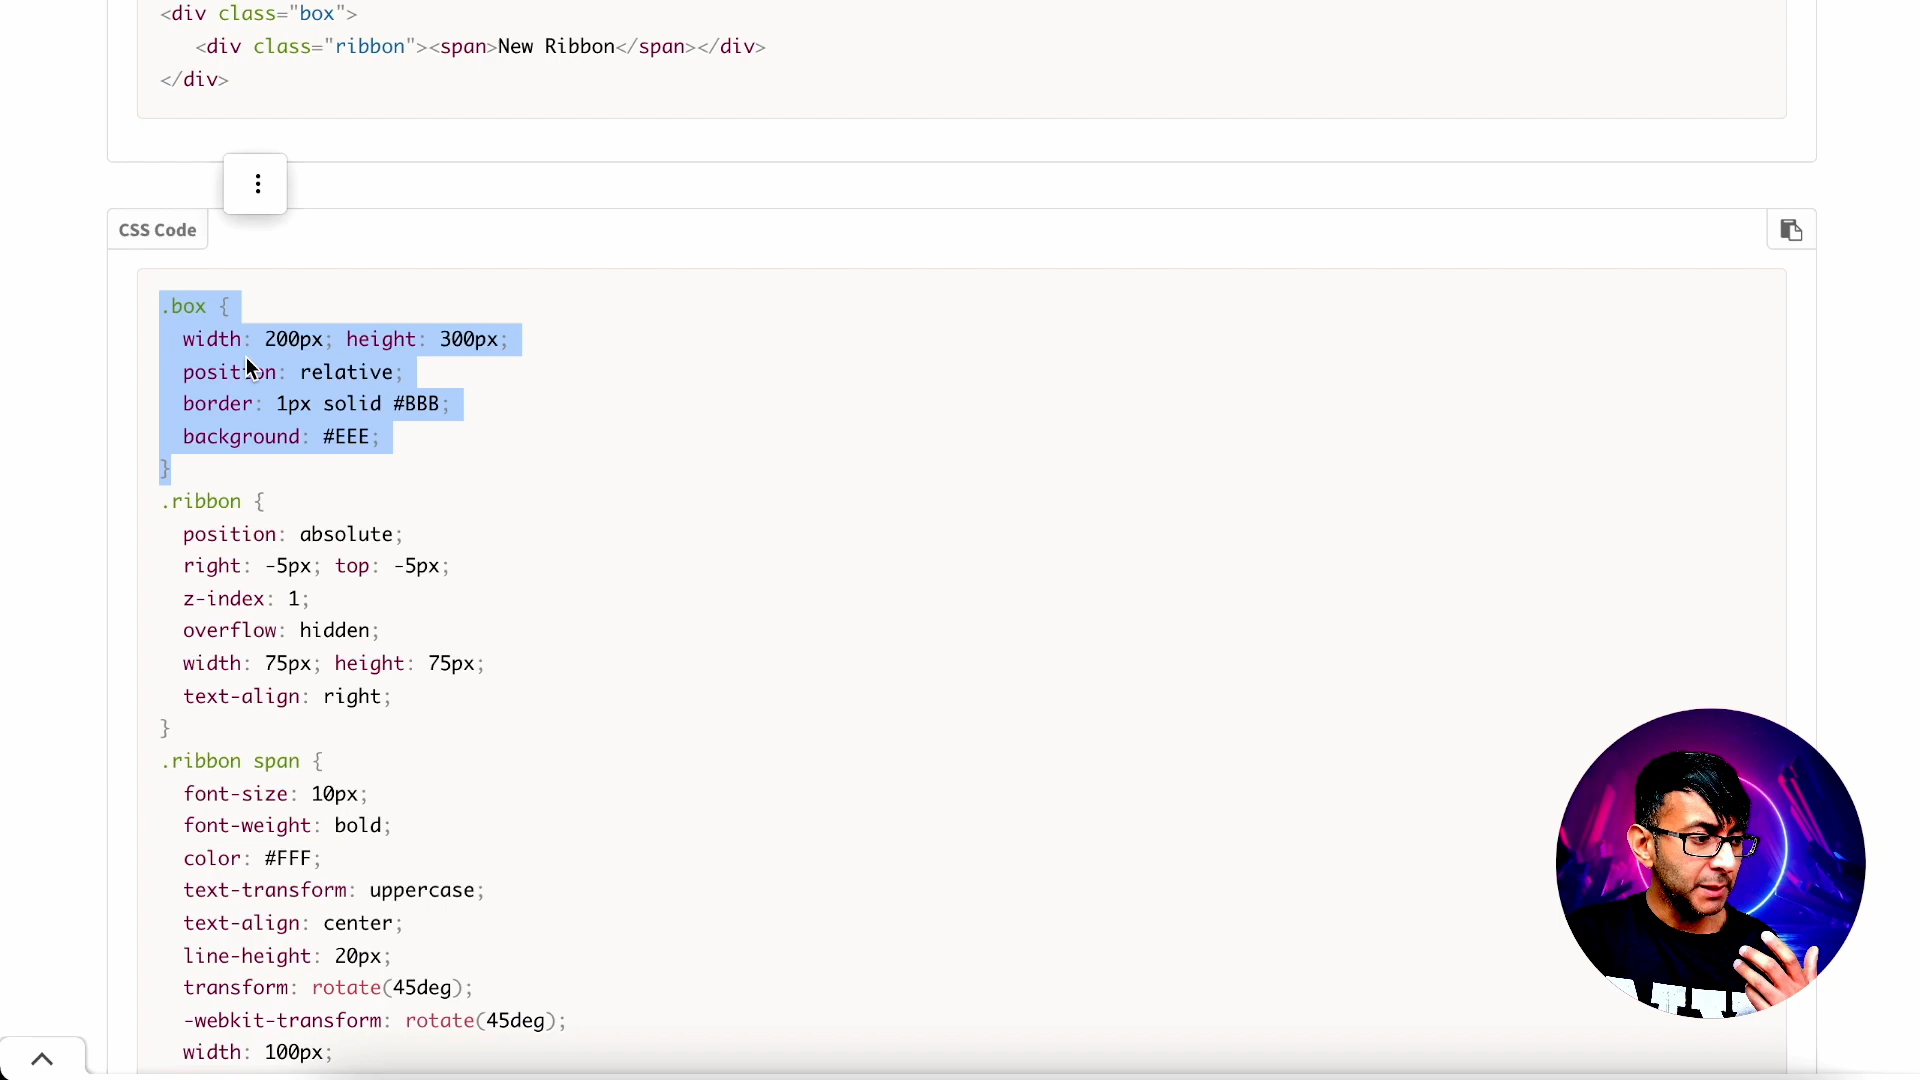 <div class="box">
<div class="ribbon"><span>New Ribbon</span></div>
</div>
CSS Code
.box {
width: 200px; height: 300px;
position: relative;
border: 1px solid #BBB;
background: #EEE;
}
.ribbon {
position: absolute;
right: -5px; top: -5px;
z-index: 1;
overflow: hidden;
width: 75px; height: 75px;
text-align: right;
}
.ribbon span {
font-size: 10px;
font-weight: bold;
color: #FFF;
text-transform: uppercase;
text-align: center;
line-height: 20px;
transform: rotate(45deg);
-webkit-transform: rotate(45deg);
width: 100px;